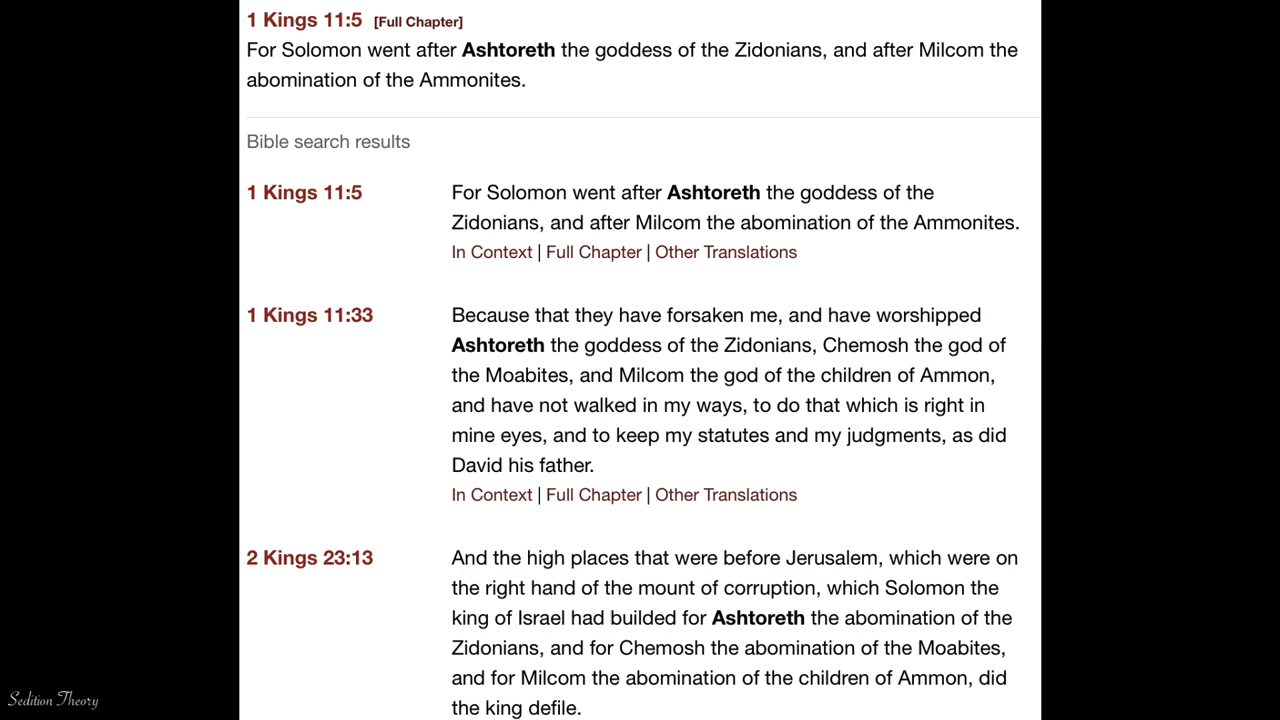 1 Kings 11:5 [Full Chapter]
For Solomon went after Ashtoreth the goddess of the Zidonians, and after Milcom the
abomination of the Ammonites.
Bible search results
1 Kings 11:5
For Solomon went after Ashtoreth the goddess of the
Zidonians, and after Milcom the abomination of the Ammonites.
In Context | Full Chapter | Other Translations
1 Kings 11:33
Because that they have forsaken me, and have worshipped
Ashtoreth the goddess of the Zidonians, Chemosh the god of
the Moabites, and Milcom the god of the children of Ammon,
and have not walked in my ways, to do that which is right in
mine eyes, and to keep my statutes and my judgments, as did
David his father.
In Context | Full Chapter | Other Translations
2 Kings 23:13
And the high places that were before Jerusalem, which were on
the right hand of the mount of corruption, which Solomon the
king of Israel had builded for Ashtoreth the abomination of the
Zidonians, and for Chemosh the abomination of the Moabites,
and for Milcom the abomination of the children of Ammon, did
the king defile.
Sedition Theory